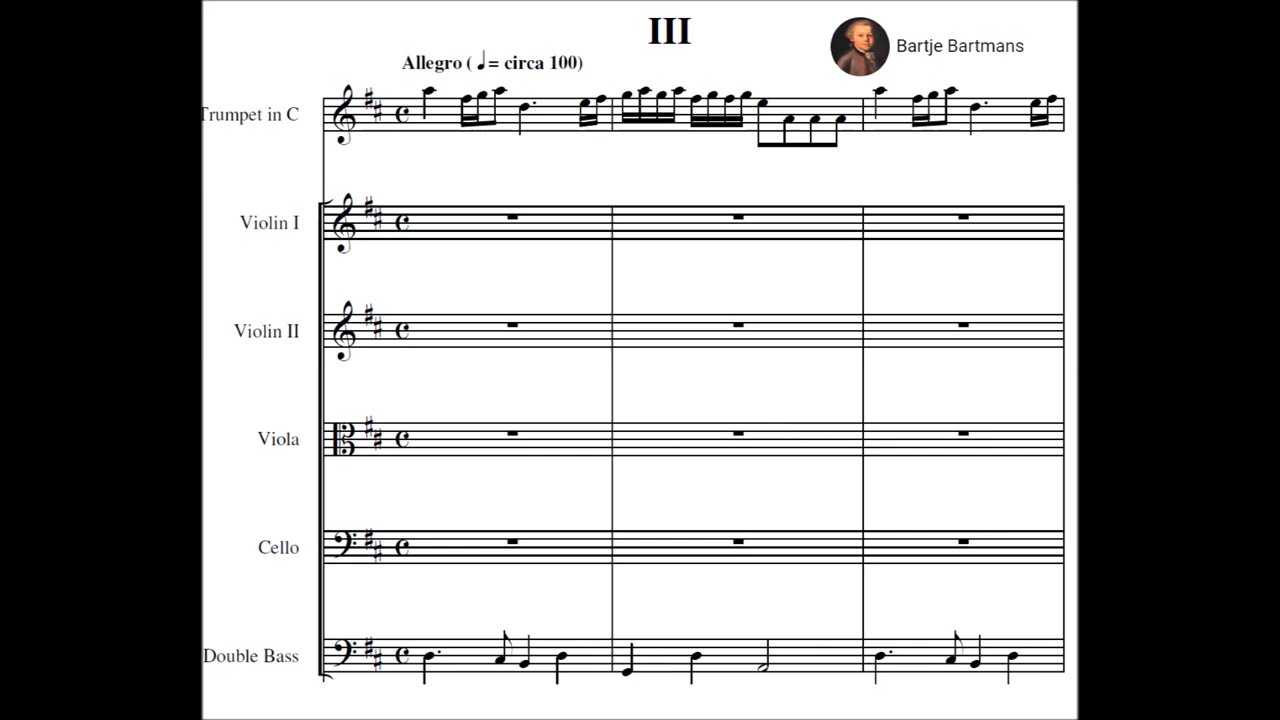 III
Bartje Bartmans
Allegro ( ♩= circa 100)
Trumpet in C
Violin I
Violin II
Viola
Cello
Double Bass